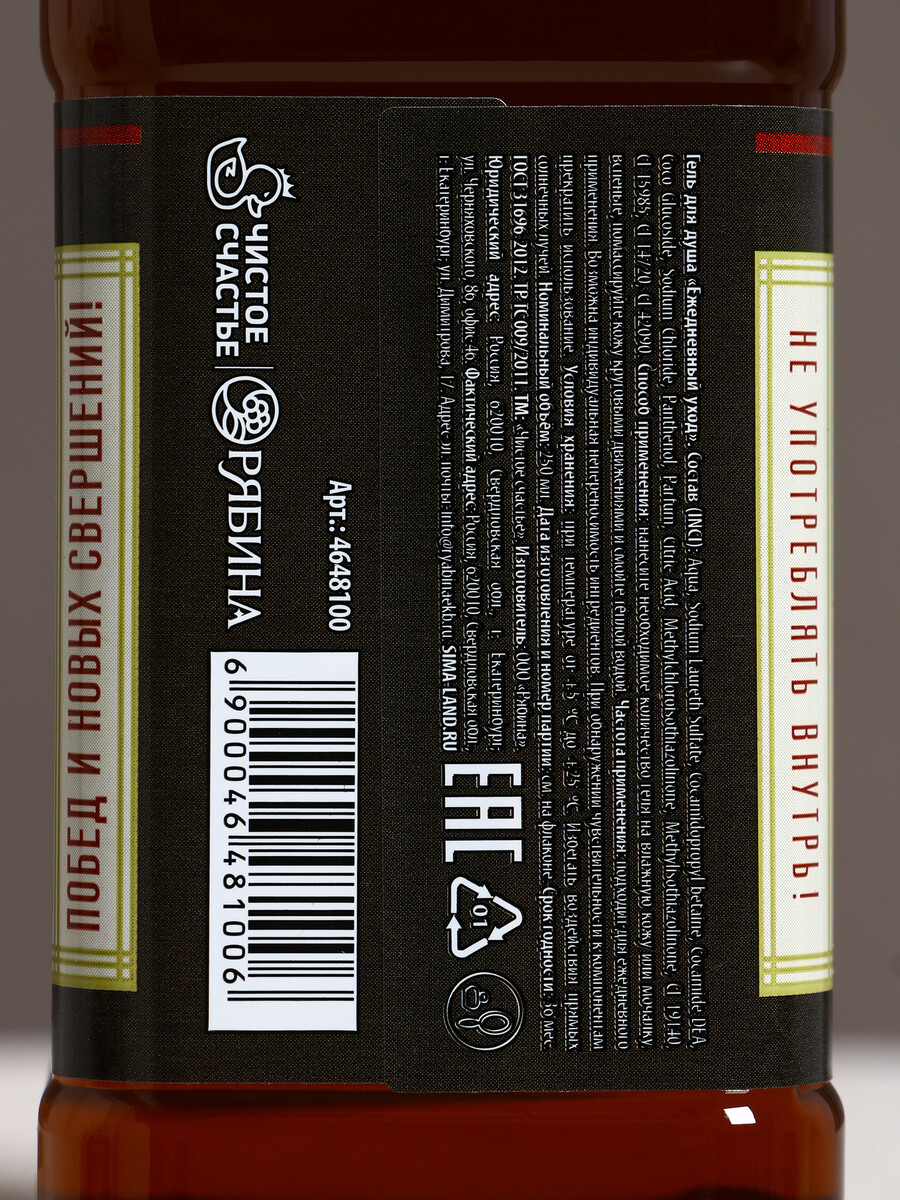 ПОБЕД И НОВЫХ СВЕРШЕНИЙ!
ЧИСТОЕ
СЧАСТЬЕ
РЯБИНА
Арт.: 4648100
6 900046 481006
Гель для душа «Ежедневный уход». Состав (INCI): Aqua, Sodium Laureth Sulfate, Cocamidopropyl betaine, Cocamide DEA,
Coco Glucoside, Sodium Chloride, Panthenol, Parfum, Citric Acid, Methylchloroisothiazolinone, Methylisothiazolinone, CI 19140,
CI 15985, CI 14720, CI 42090. Способ применения: нанесите необходимое количество геля на влажную кожу или мочалку,
вспеньте, помассируйте кожу круговыми движениями и смойте тёплой водой. Частота применения: подходит для ежедневного
применения. Возможна индивидуальная непереносимость ингредиентов. При обнаружении чувствительности к компонентам
прекратить использование. Условия хранения: при температуре от +5 °C до +25 °C. Избегать воздействия прямых
солнечных лучей. Номинальный объём: 250 мл. Дата изготовления и номер партии: см. на флаконе. Срок годности: 36 мес.
ГОСТ 31696-2012. ТР ТС 009/2011. ТМ: «Чистое счастье». Изготовитель: ООО «Рябина».
Юридический адрес: Россия, 620010, Свердловская обл., г. Екатеринбург,
ул. Черняховского, 86, офис Фактический адрес: Россия, 620010, Свердловская обл.,
г. Екатеринбург, ул. Димитрова, 17. Адрес эл. почты: info@ryabinaekb.ru. SIMA-LAND.RU
EAC
01
НЕ УПОТРЕБЛЯТЬ ВНУТРЬ!